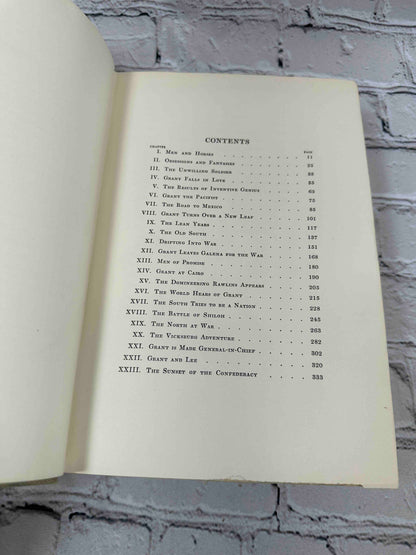 CONTENTS
CHAPTER PAGE
I. Men and Horses . . . . . . . 11
II. Obsessions and Fantasies . . . . . 23
III. The Unwilling Soldier . . . . . .
IV. Grant Falls in Love . . . . . .
V. The Results of Inventive Genius . . . 65
VI. Grant the Pacifist . . . . . . 75
VII. The Road to Mexico . . . . . . 85
VIII. Grant Turns Over a New Leaf . . . . 101
IX. The Lean Years . . . . . . . 117
X. The Old South . . . . . . . 137
XI. Drifting Into War . . . . . . 151
XII. Grant Leaves Galena for the War . . . 168
XIII. Men of Promise . . . . . . . 180
XIV. Grant at Cairo . . . . . . . 190
XV. The Domineering Rawlins Appears . . . 203
XVI. The World Hears of Grant . . . . . 215
XVII. The South Tries to Be a Nation . . . . 228
XVIII. The Battle of Shiloh . . . . . . 245
XIX. The North at War . . . . . . . 263
XX. The Vicksburg Adventure . . . . . 282
XXI. Grant is Made General-in-Chief . . . . 302
XXII. Grant and Lee . . . . . . . 320
XXIII. The Sunset of the Confederacy . . . . 333